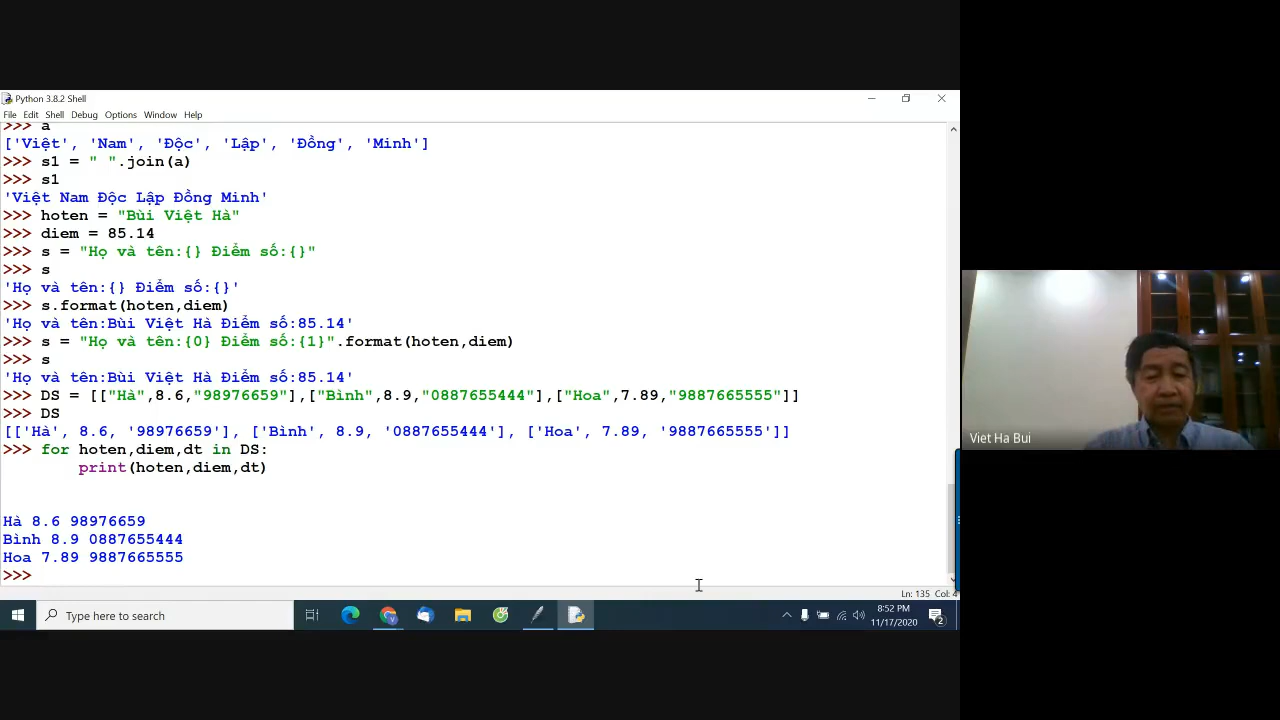 Python 3.8.2 Shell
File Edit Shell Debug Options Window Help
>>> a
['Việt', 'Nam', 'Độc', 'Lập', 'Đồng', 'Minh']
>>> s1 = " ".join(a)
>>> s1
'Việt Nam Độc Lập Đồng Minh'
>>> hoten = "Bùi Việt Hà"
>>> diem = 85.14
>>> s = "Họ và tên:{} Điểm số:{}"
>>> s
'Họ và tên:{} Điểm số:{}'
>>> s.format(hoten,diem)
'Họ và tên:Bùi Việt Hà Điểm số:85.14'
>>> s = "Họ và tên:{0} Điểm số:{1}".format(hoten,diem)
>>> s
'Họ và tên:Bùi Việt Hà Điểm số:85.14'
>>> DS = [["Hà",8.6,"98976659"],["Bình",8.9,"0887655444"],["Hoa",7.89,"9887665555"]]
>>> DS
[['Hà', 8.6, '98976659'], ['Bình', 8.9, '0887655444'], ['Hoa', 7.89, '9887665555']]
>>> for hoten,diem,dt in DS:
print(hoten,diem,dt)
Hà 8.6 98976659
Bình 8.9 0887655444
Hoa 7.89 9887665555
>>>
Ln: 135 Col: 4
Type here to search
8:52 PM
11/17/2020
2
Viet Ha Bui